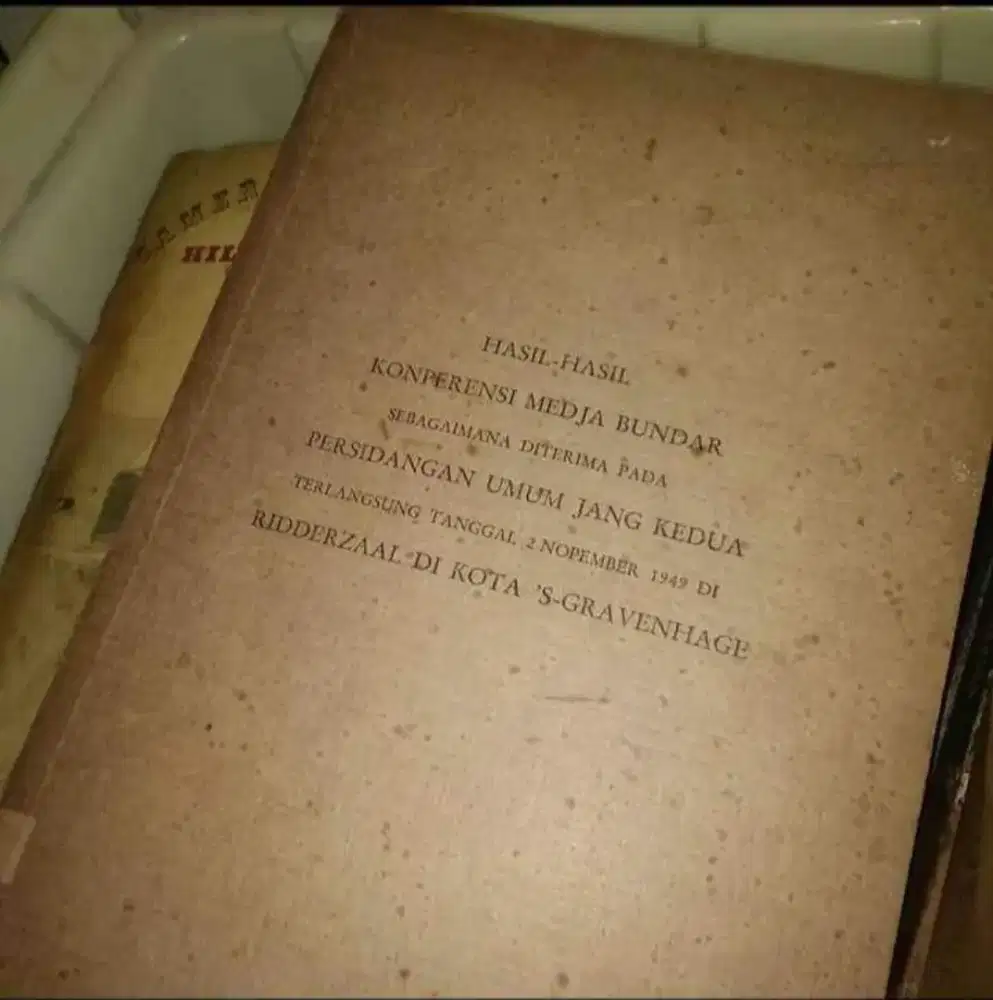 HASIL-HASIL
KONPERENSI MEDJA BUNDAR
SEBAGAIMANA DITERIMA PADA
PERSIDANGAN UMUM JANG KEDUA
TERLANGSUNG TANGGAL 2 NOPEMBER 1949 DI
RIDDERZAAL DI KOTA 'S-GRAVENHAGE